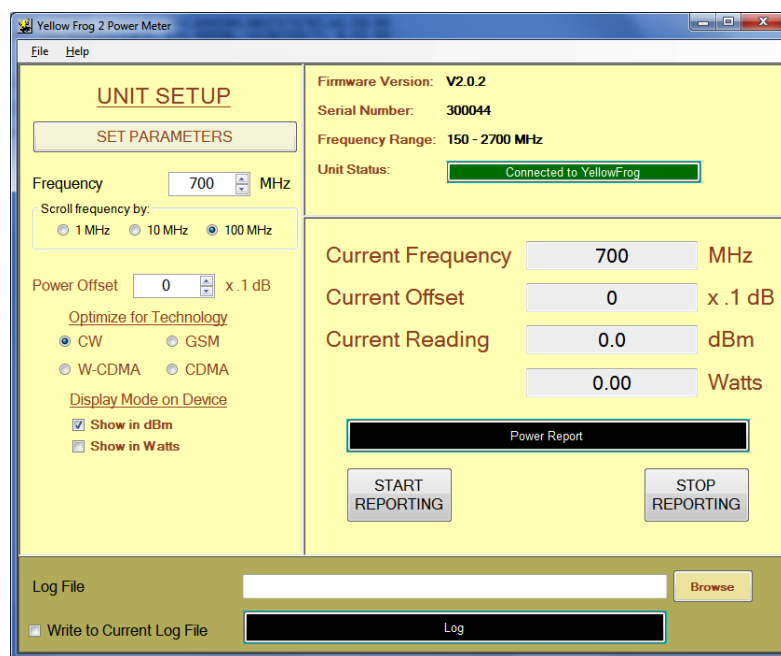 Yellow Frog 2 Power Meter
File Help
UNIT SETUP
SET PARAMETERS
Frequency 700 MHz
Scroll frequency by:
1 MHz 10 MHz 100 MHz
Power Offset 0 x .1 dB
Optimize for Technology
CW GSM
W-CDMA CDMA
Display Mode on Device
Show in dBm
Show in Watts
Firmware Version: V2.0.2
Serial Number: 300044
Frequency Range: 150 - 2700 MHz
Unit Status: Connected to YellowFrog
Current Frequency 700 MHz
Current Offset 0 x .1 dB
Current Reading 0.0 dBm
0.00 Watts
Power Report
START REPORTING
STOP REPORTING
Log File Browse
Write to Current Log File Log